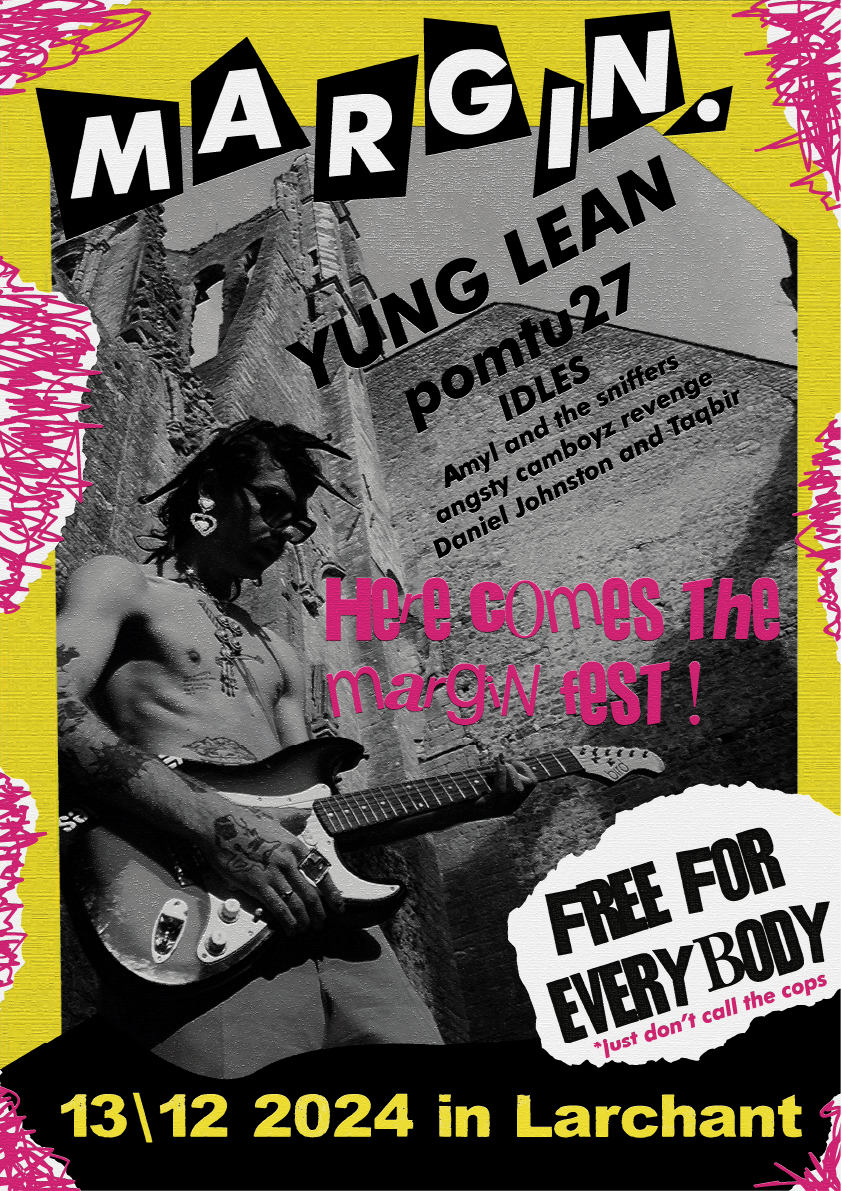 MARGIN.
YUNG LEAN
pomtu27
IDLES
Amyl and the sniffers
angsty camboyz revenge
Daniel Johnston and Taqbir
Here comes The
margiN fEST !
biro
FREE FOR
EVERYBODY
*just don't call the cops
13\12 2024 in Larchant